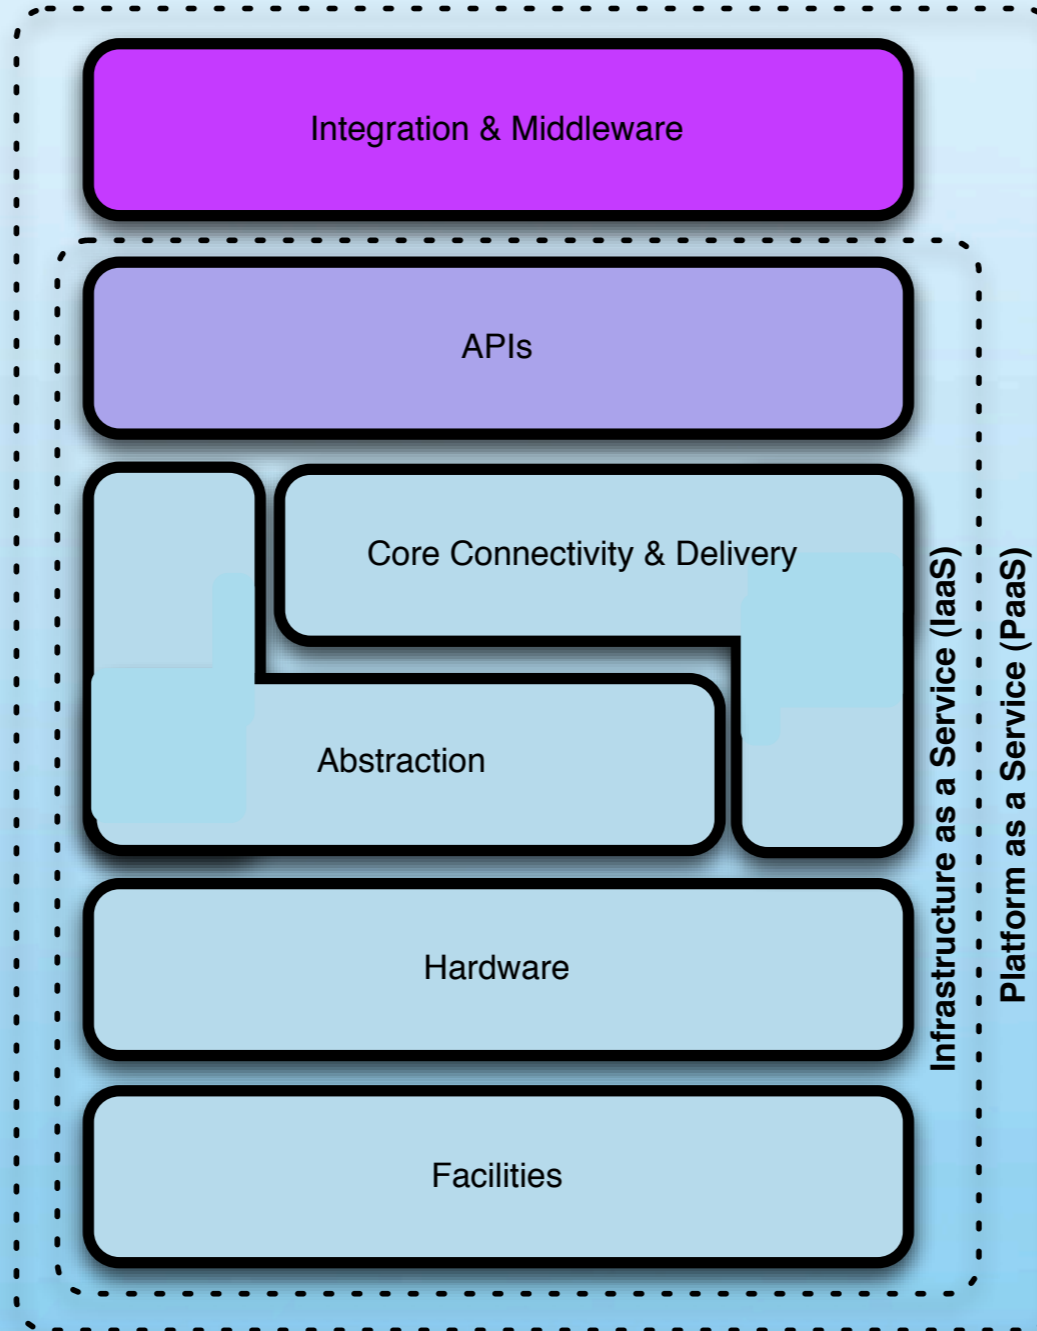 Integration & Middleware
APIs
Core Connectivity & Delivery
Abstraction
Hardware
Facilities
Infrastructure as a Service (IaaS)
Platform as a Service (PaaS)